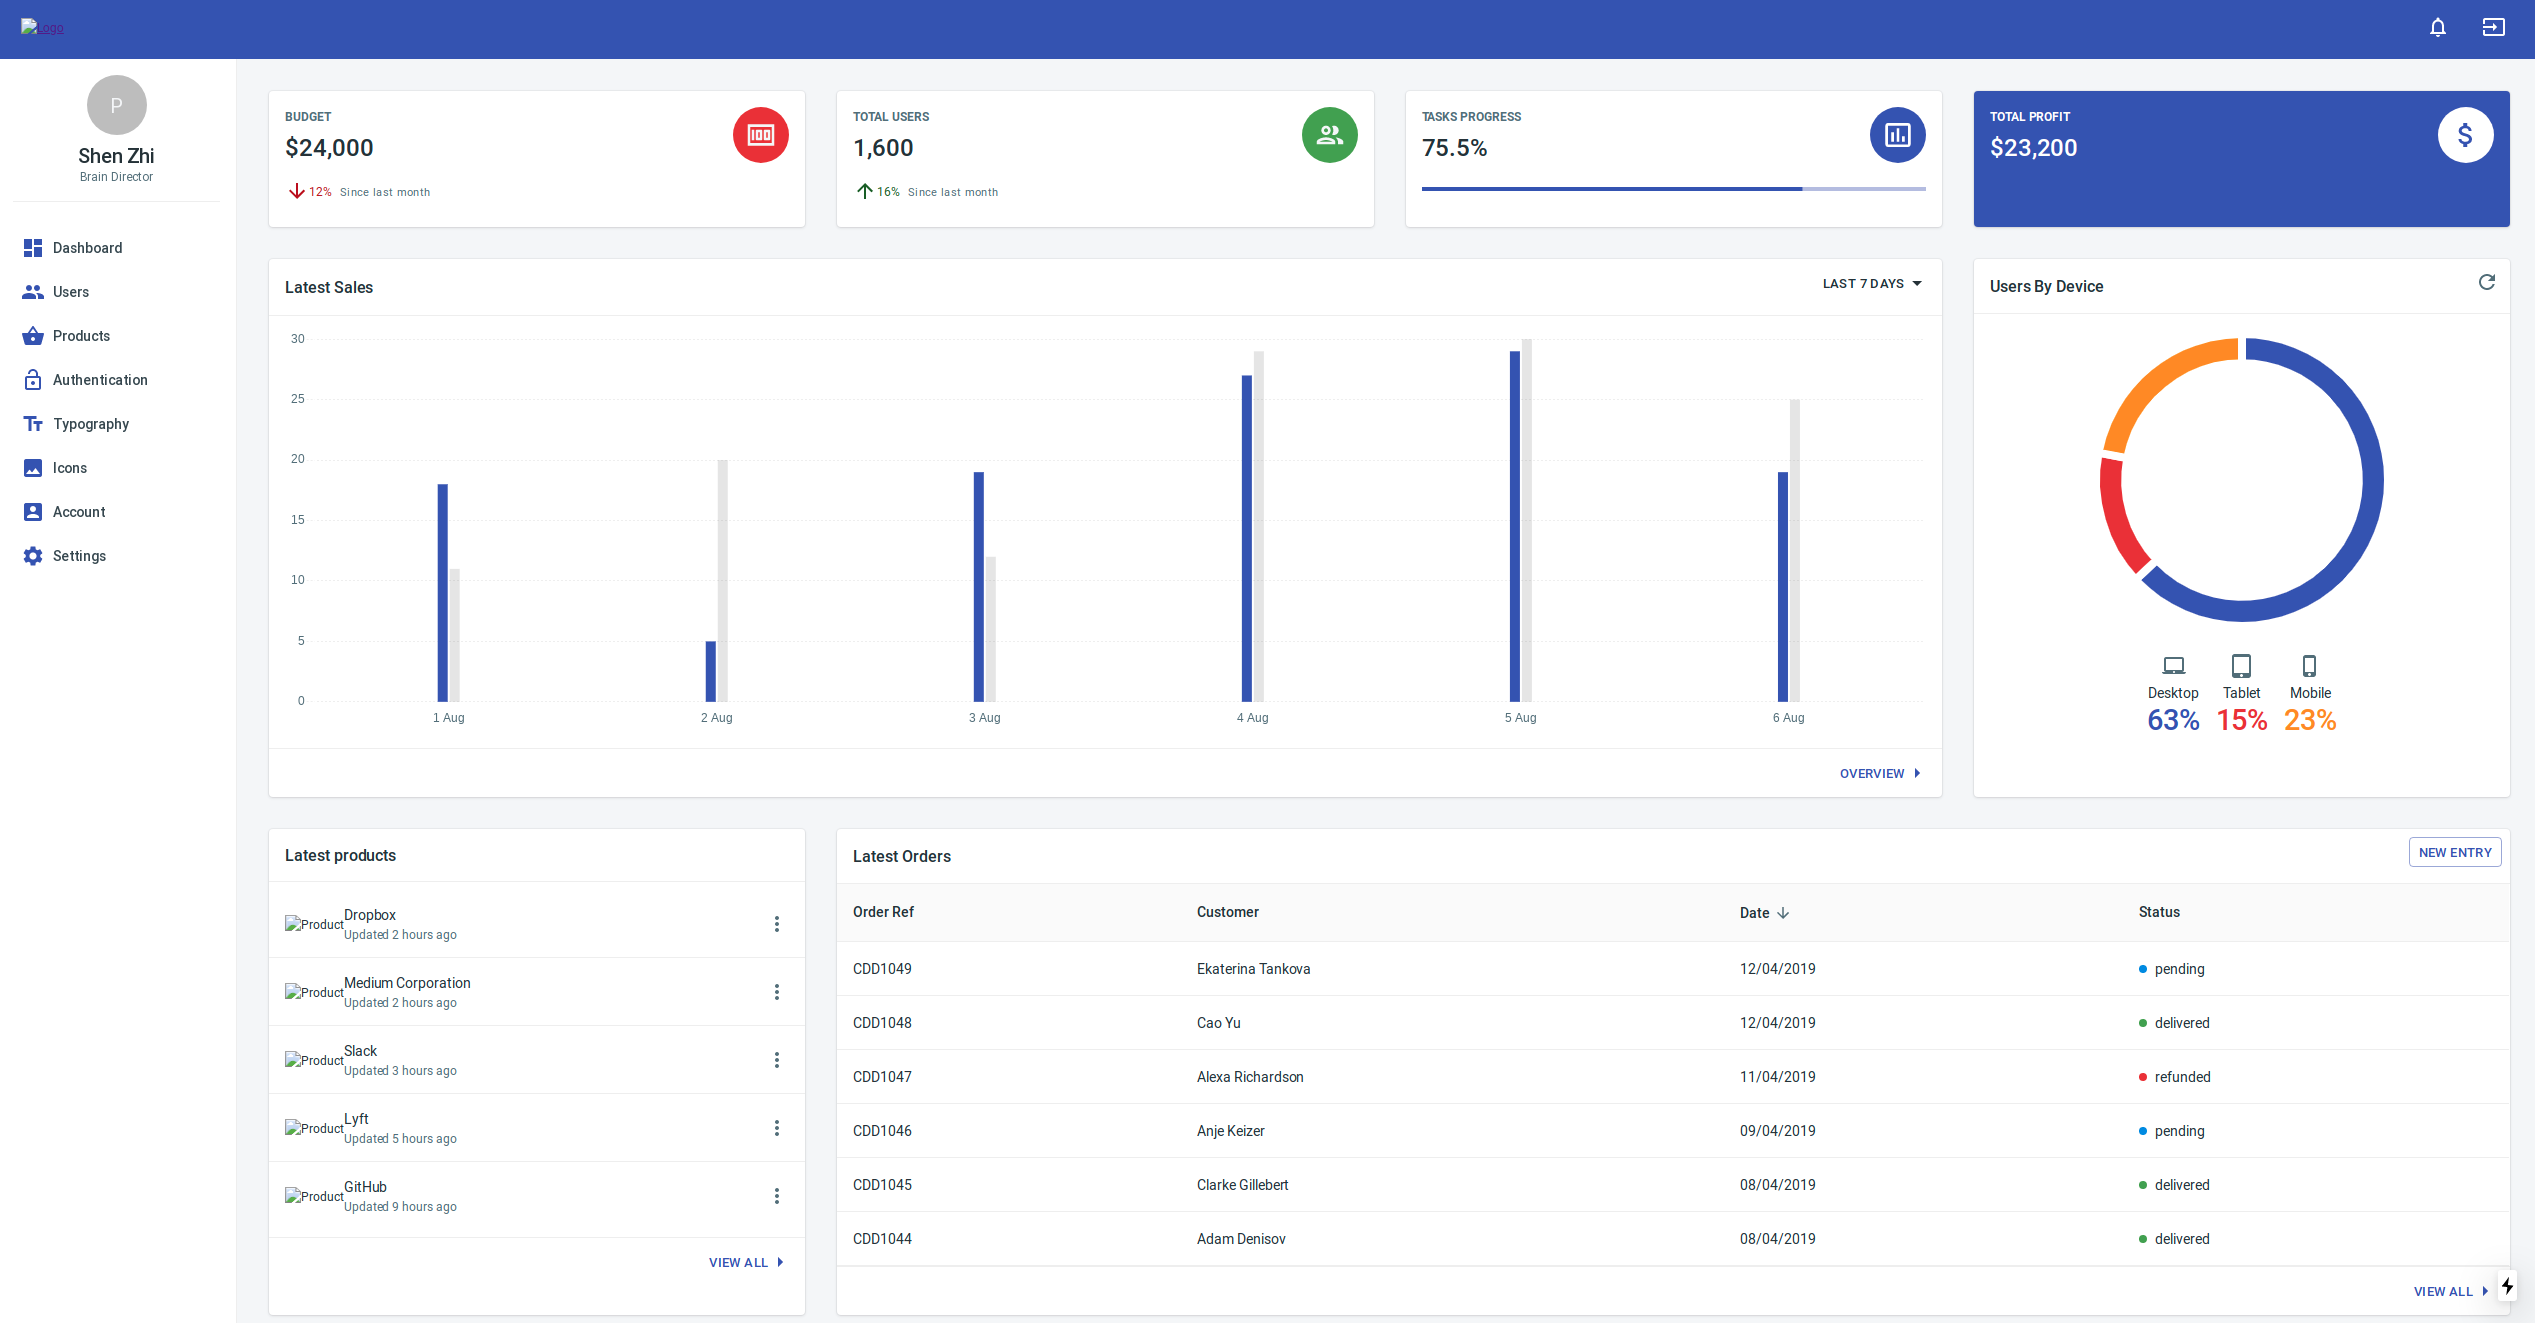 Logo
P
Shen Zhi
Brain Director
Dashboard
Users
Products
Authentication
Typography
Icons
Account
Settings
BUDGET
$24,000
12% Since last month
TOTAL USERS
1,600
16% Since last month
TASKS PROGRESS
75.5%
TOTAL PROFIT
$23,200
$
Latest Sales
LAST 7 DAYS
30
25
20
15
10
5
0
1 Aug 2 Aug 3 Aug 4 Aug 5 Aug 6 Aug
OVERVIEW
Users By Device
Desktop Tablet Mobile
63% 15% 23%
Latest products
Product Dropbox
Updated 2 hours ago
Product Medium Corporation
Updated 2 hours ago
Product Slack
Updated 3 hours ago
Product Lyft
Updated 5 hours ago
Product GitHub
Updated 9 hours ago
VIEW ALL
Latest Orders
NEW ENTRY
Order Ref Customer Date Status
CDD1049 Ekaterina Tankova 12/04/2019 pending
CDD1048 Cao Yu 12/04/2019 delivered
CDD1047 Alexa Richardson 11/04/2019 refunded
CDD1046 Anje Keizer 09/04/2019 pending
CDD1045 Clarke Gillebert 08/04/2019 delivered
CDD1044 Adam Denisov 08/04/2019 delivered
VIEW ALL